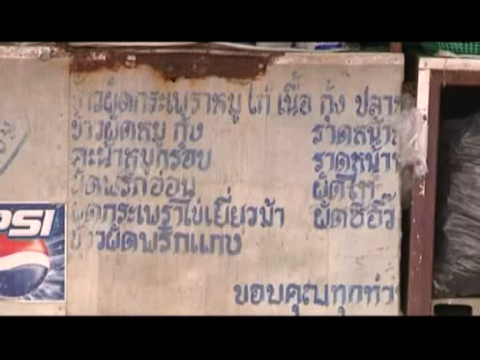 ข้าวผัดกระเพราหมู ไก่ เนื้อ กุ้ง
ข้าวผัดหมู กุ้ง ราดหน้า
คะน้าหมูกรอบ ราดหน้า
ผัดพริกอ่อน ผัดไท
ผัดกระเพราไข่เยี่ยวม้า ผัดซีอิ๊ว
ข้าวผัดพริกแกง
ขอบคุณทุกท่าน
PSI